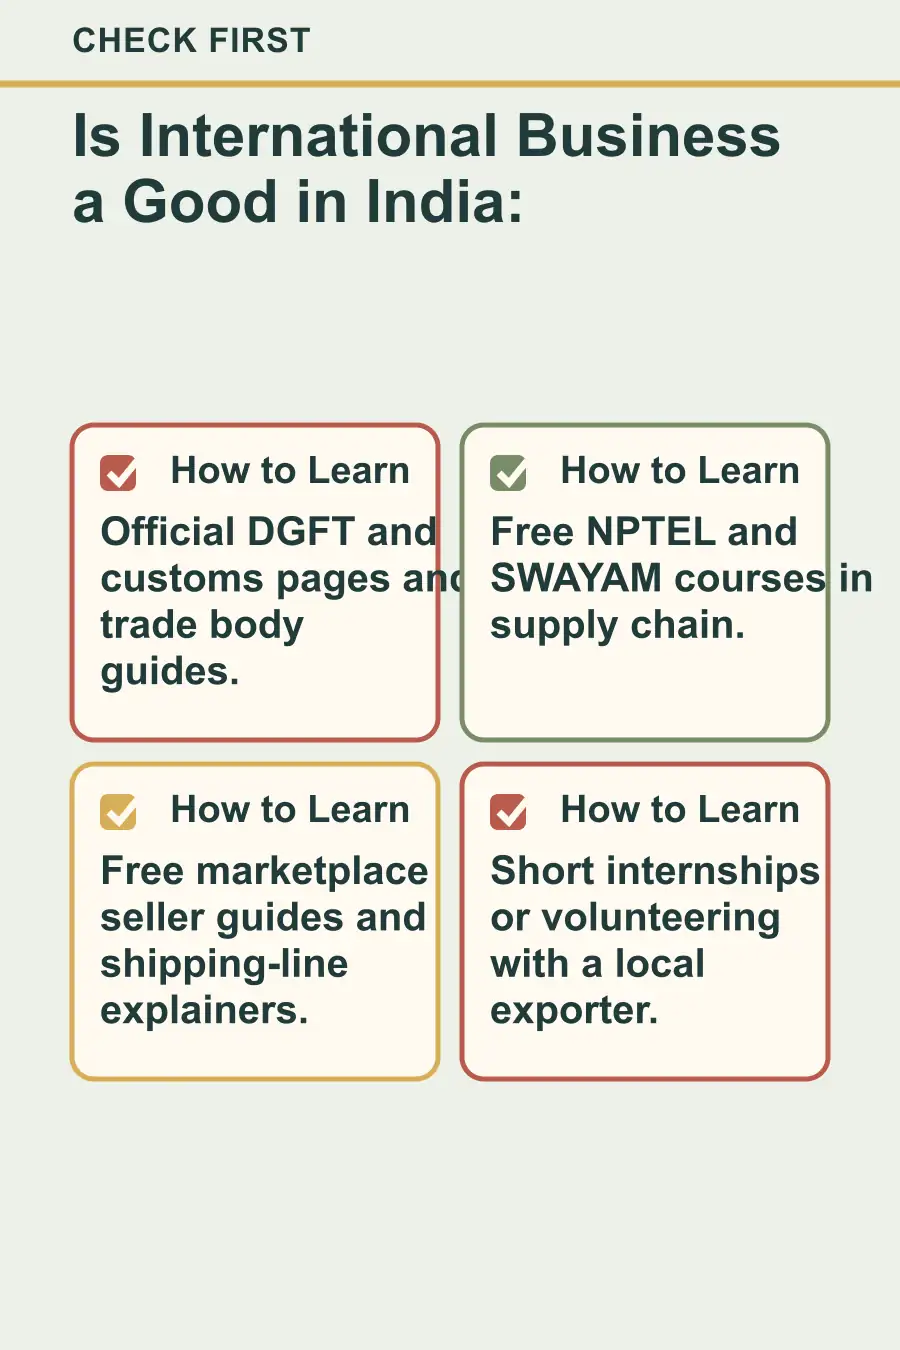 CHECK FIRST
Is International Business
a Good in India:
How to Learn
Official DGFT and
customs pages and
trade body
guides.
How to Learn
Free NPTEL and
SWAYAM courses in
supply chain.
How to Learn
Free marketplace
seller guides and
shipping-line
explainers.
How to Learn
Short internships
or volunteering
with a local
exporter.